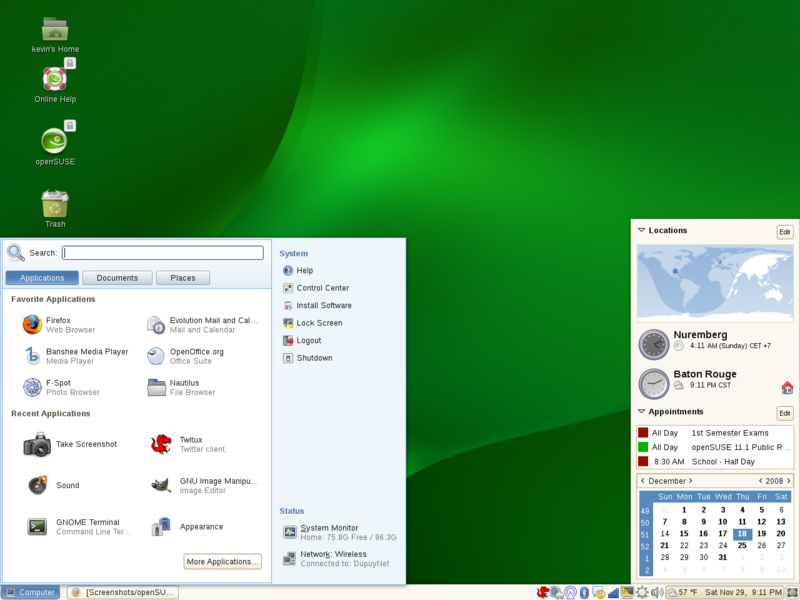 kevin's Home
Online Help
openSUSE
Trash
Search:
Applications
Documents
Places
Favorite Applications
Firefox
Web Browser
Evolution Mail and Cal...
Mail and Calendar
Banshee Media Player
Media Player
OpenOffice.org
Office Suite
F-Spot
Photo Browser
Nautilus
File Browser
Recent Applications
Take Screenshot
Twitux
Twitter client
Sound
GNU Image Manipu...
Image Editor
GNOME Terminal
Command Line Ter...
Appearance
More Applications...
System
Help
Control Center
Install Software
Lock Screen
Logout
Shutdown
Status
System Monitor
Home: 75.8G Free / 96.3G
Network: Wireless
Connected to: DupuyNet
Locations
Edit
Nuremberg
4:11 AM (Sunday) CET +7
Baton Rouge
9:11 PM CST
Appointments
Edit
All Day 1st Semester Exams
All Day openSUSE 11.1 Public R...
8:30 AM School - Half Day
< December > < 2008 >
Sun Mon Tue Wed Thu Fri Sat
49 30 1 2 3 4 5 6
50 7 8 9 10 11 12 13
51 14 15 16 17 18 19 20
52 21 22 23 24 25 26 27
1 28 29 30 31 1 2 3
2 4 5 6 7 8 9 10
Computer
[Screenshots/openSU...
57 °F
Sat Nov 29, 9:11 PM